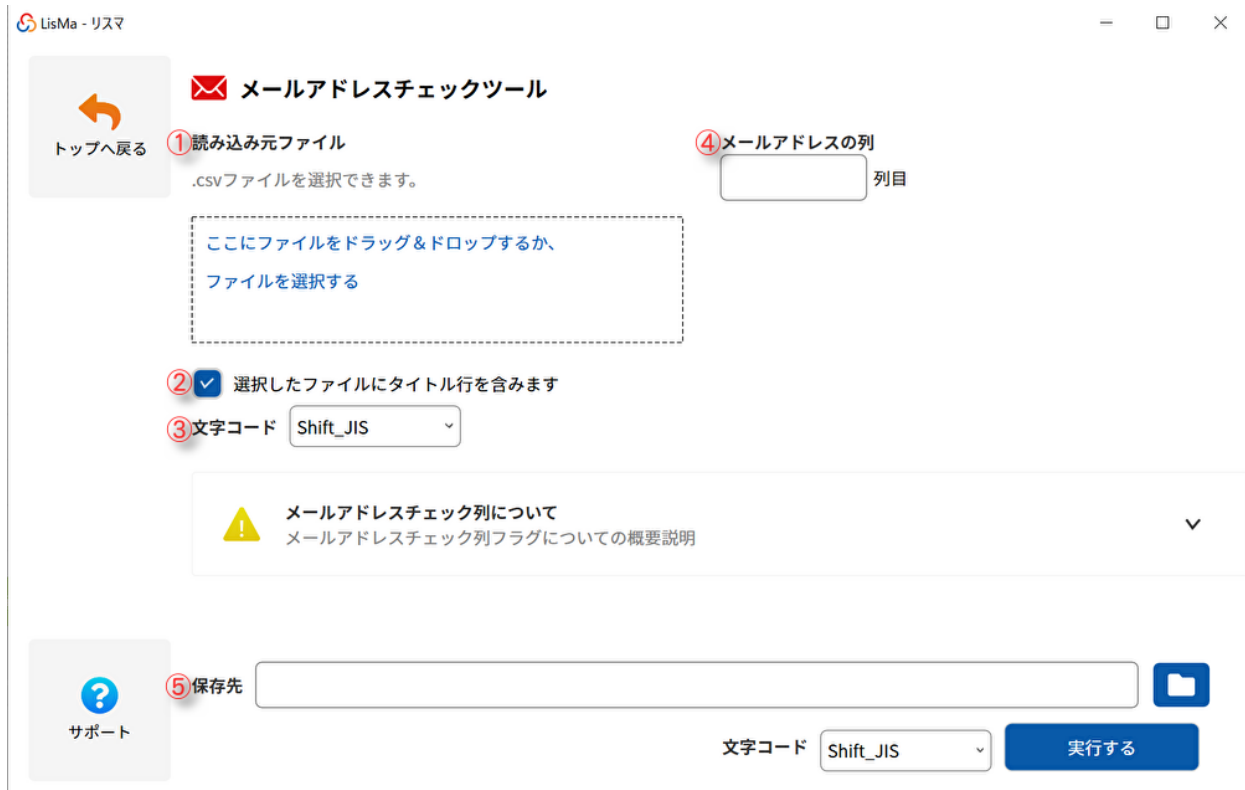 LisMa - リスマ
トップへ戻る
メールアドレスチェックツール
①読み込み元ファイル
.csvファイルを選択できます。
④メールアドレスの列
列目
ここにファイルをドラッグ＆ドロップするか、
ファイルを選択する
②選択したファイルにタイトル行を含みます
③文字コード Shift_JIS
メールアドレスチェック列について
メールアドレスチェック列フラグについての概要説明
サポート
⑤保存先
文字コード Shift_JIS
実行する